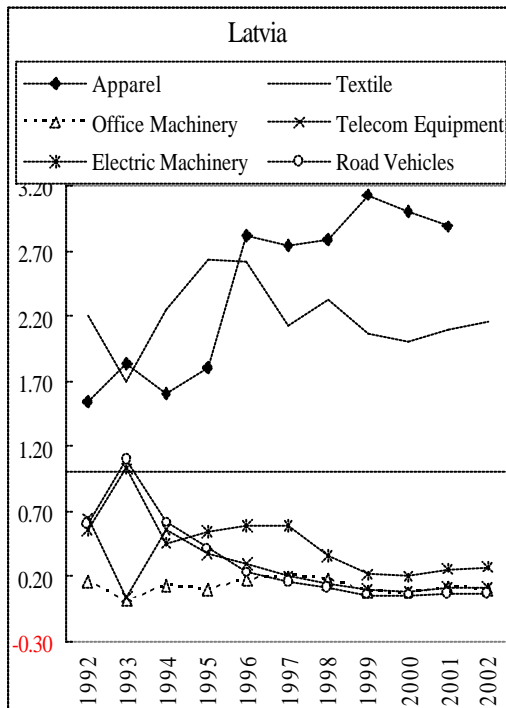 Latvia
Apparel Textile
Office Machinery Telecom Equipment
Electric Machinery Road Vehicles
3.20
2.70
2.20
1.70
1.20
0.70
0.20
-0.30
1992 1993 1994 1995 1996 1997 1998 1999 2000 2001 2002